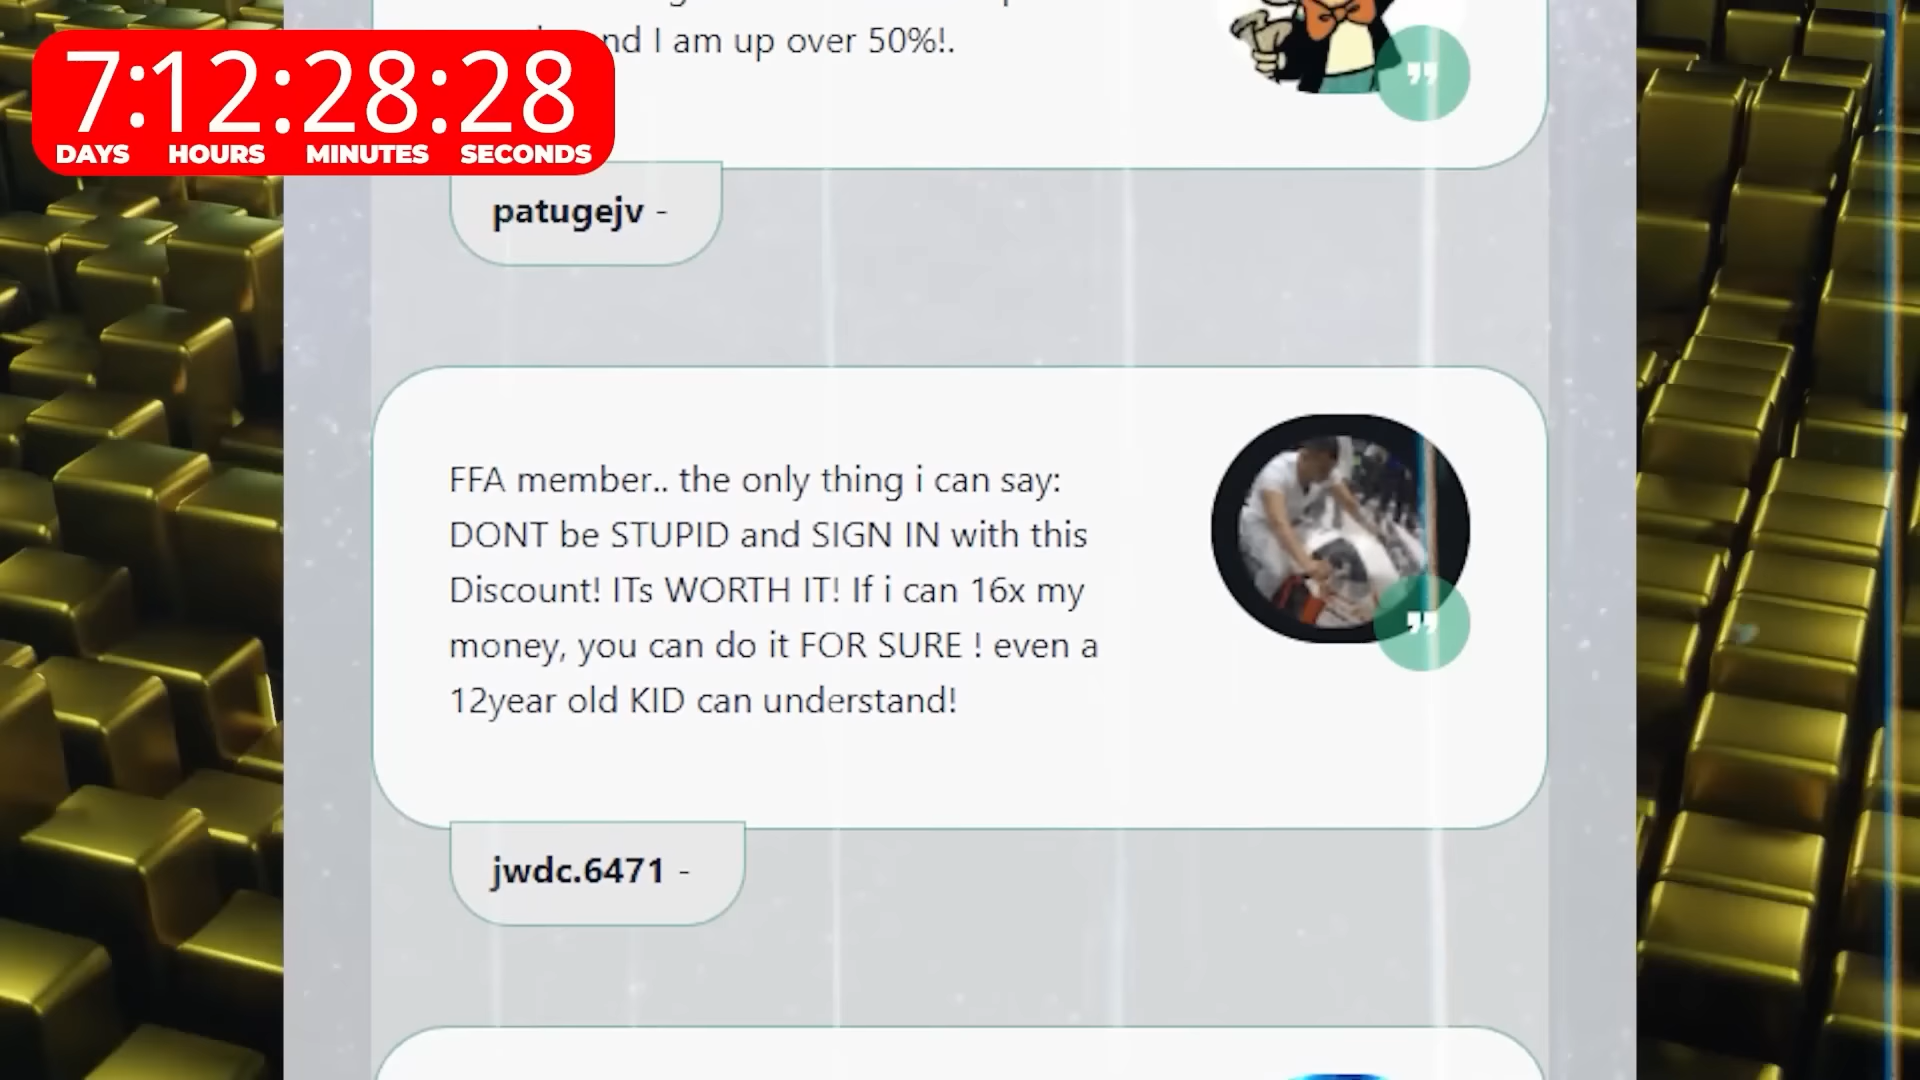 nd I am up over 50%!.
7:12:28:28
DAYS HOURS MINUTES SECONDS
patugejv -
FFA member.. the only thing i can say:
DONT be STUPID and SIGN IN with this
Discount! ITs WORTH IT! If i can 16x my
money, you can do it FOR SURE ! even a
12year old KID can understand!
jwdc.6471 -